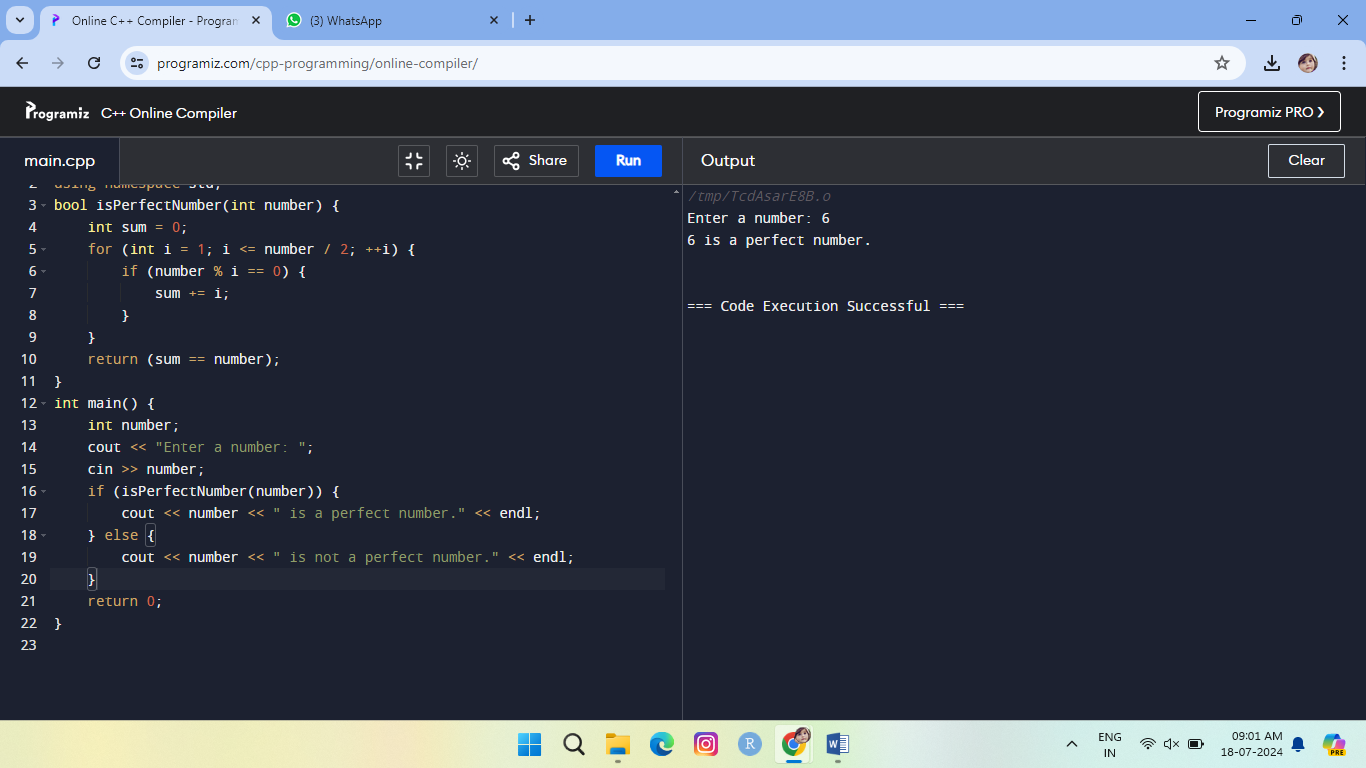 Online C++ Compiler - Program
(3) WhatsApp
programiz.com/cpp-programming/online-compiler/
Programiz C++ Online Compiler
Programiz PRO ❯
main.cpp
Share
Run
Output
Clear
2 using namespace std;
3 bool isPerfectNumber(int number) {
4 int sum = 0;
5 for (int i = 1; i <= number / 2; ++i) {
6 if (number % i == 0) {
7 sum += i;
8 }
9 }
10 return (sum == number);
11 }
12 int main() {
13 int number;
14 cout << "Enter a number: ";
15 cin >> number;
16 if (isPerfectNumber(number)) {
17 cout << number << " is a perfect number." << endl;
18 } else {
19 cout << number << " is not a perfect number." << endl;
20 }
21 return 0;
22 }
23
/tmp/TcdAsarE8B.o
Enter a number: 6
6 is a perfect number.
=== Code Execution Successful ===
R
W
ENG
IN
09:01 AM
18-07-2024
PRE